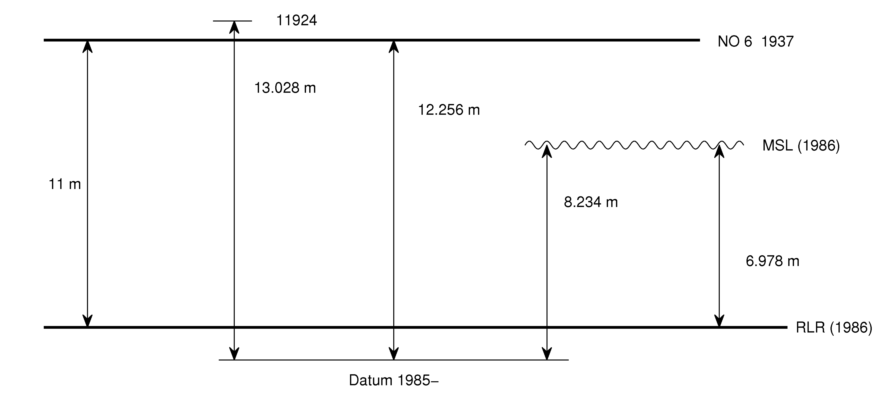 11924
NO 6 1937
13.028 m
12.256 m
MSL (1986)
11 m
8.234 m
6.978 m
RLR (1986)
Datum 1985–